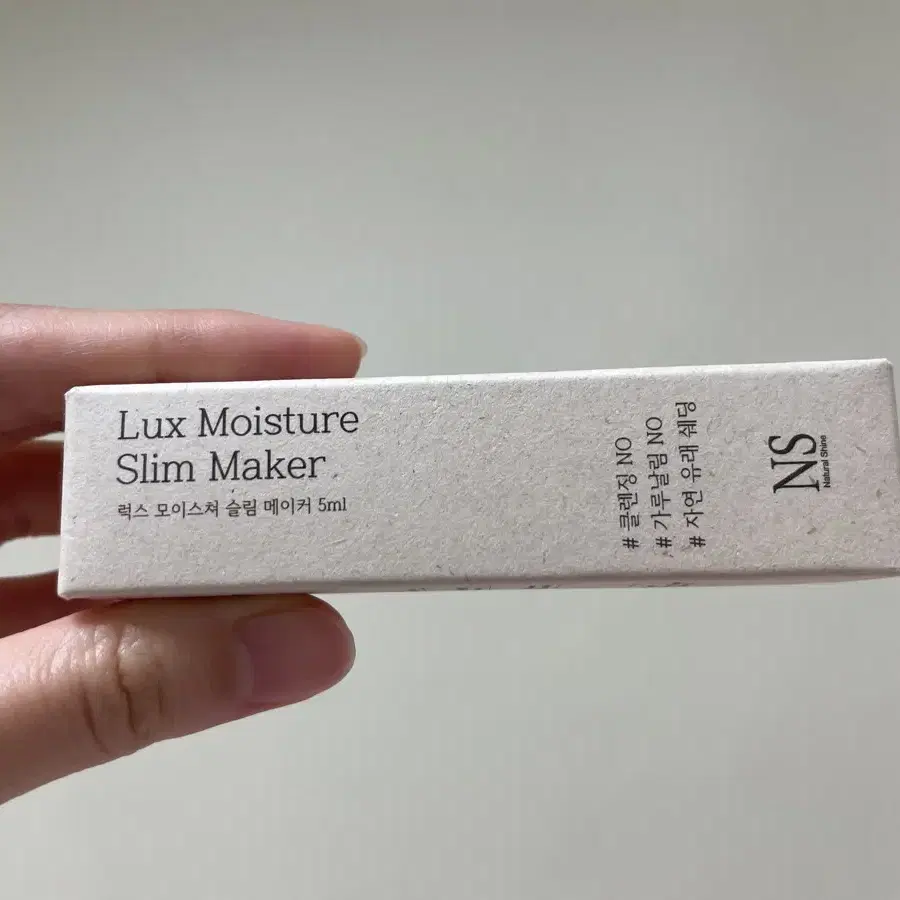 Lux Moisture
Slim Maker
럭스 모이스쳐 슬림 메이커 5ml
# 클렌징 NO
# 가루날림 NO
# 자연 유래 쉐딩
NS
Natural Shine